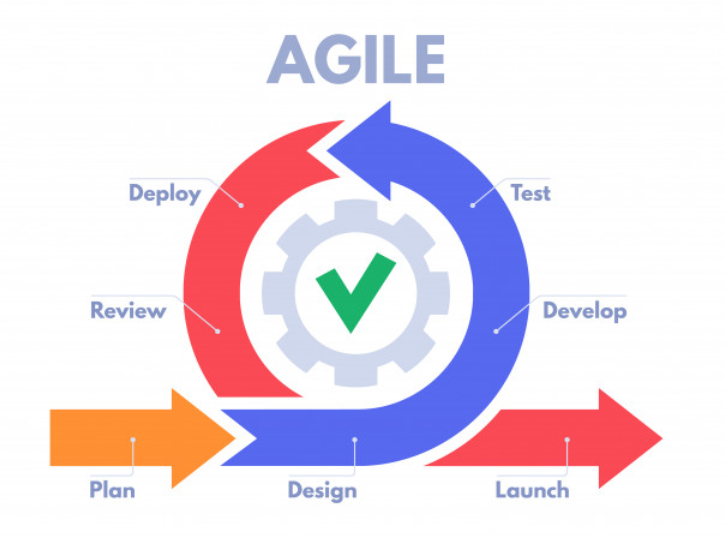 AGILE
Deploy
Test
Review
Develop
Plan
Design
Launch